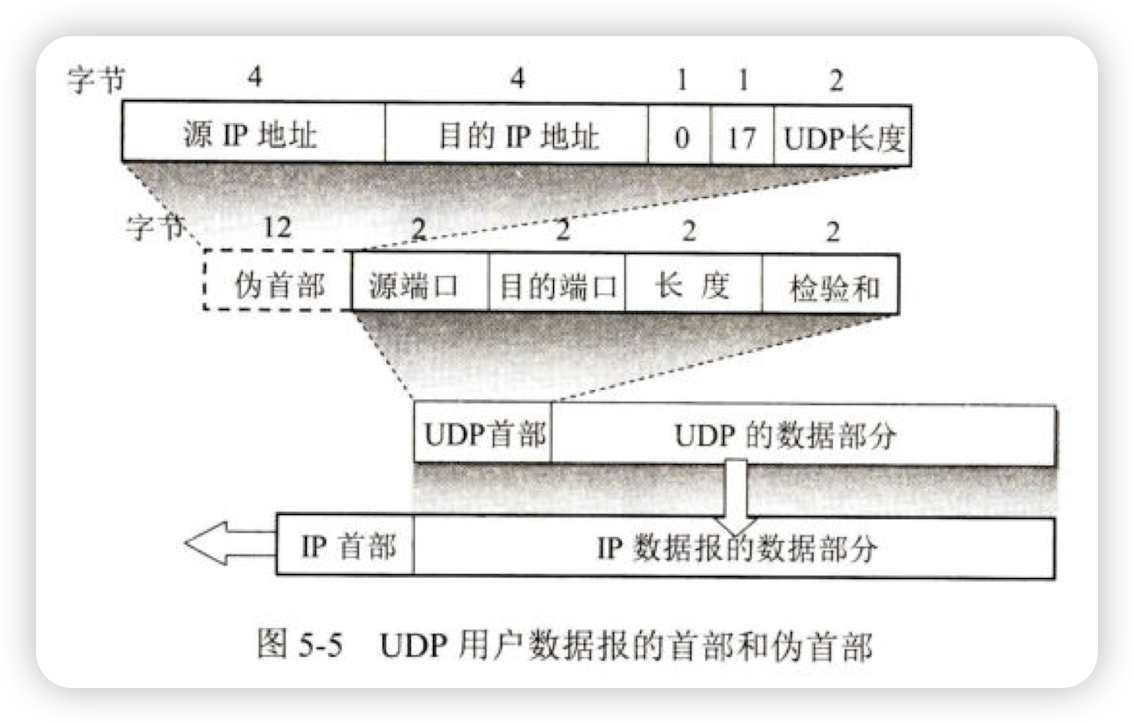 字节 4 4 1 1 2
源 IP 地址 目的 IP 地址 0 17 UDP长度
字节 12 2 2 2 2
伪首部 源端口 目的端口 长 度 检验和
UDP首部 UDP 的数据部分
IP 首部 IP 数据报的数据部分
图 5-5 UDP 用户数据报的首部和伪首部